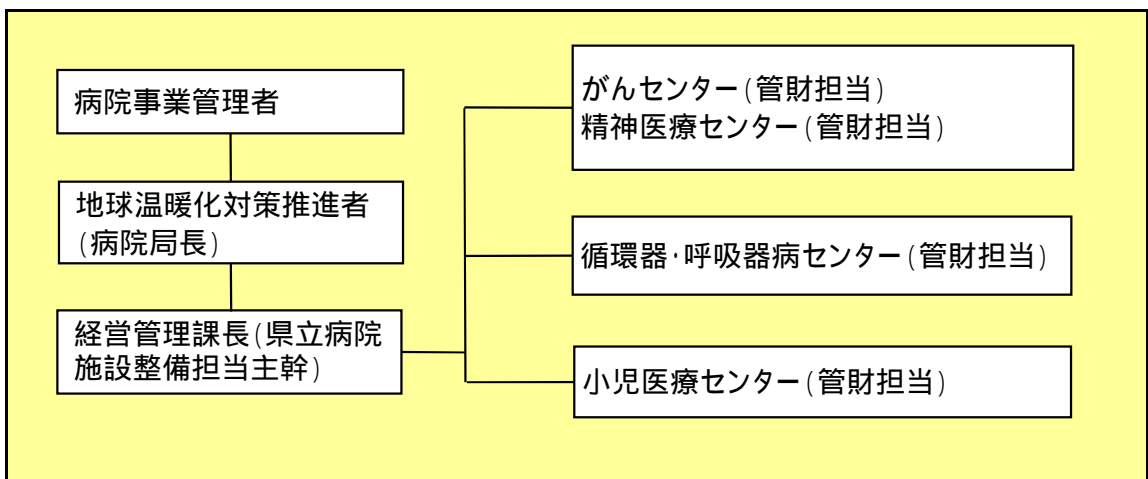 病院事業管理者
地球温暖化対策推進者
(病院局長)
経営管理課長(県立病院
施設整備担当主幹)
がんセンター(管財担当)
精神医療センター(管財担当)
循環器・呼吸器病センター(管財担当)
小児医療センター(管財担当)